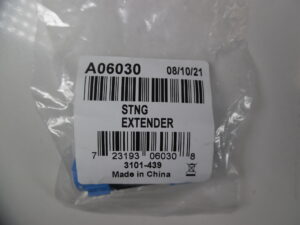 A06030 08/10/21
STNG
EXTENDER
7 23193 06030 8
3101-439
Made in China